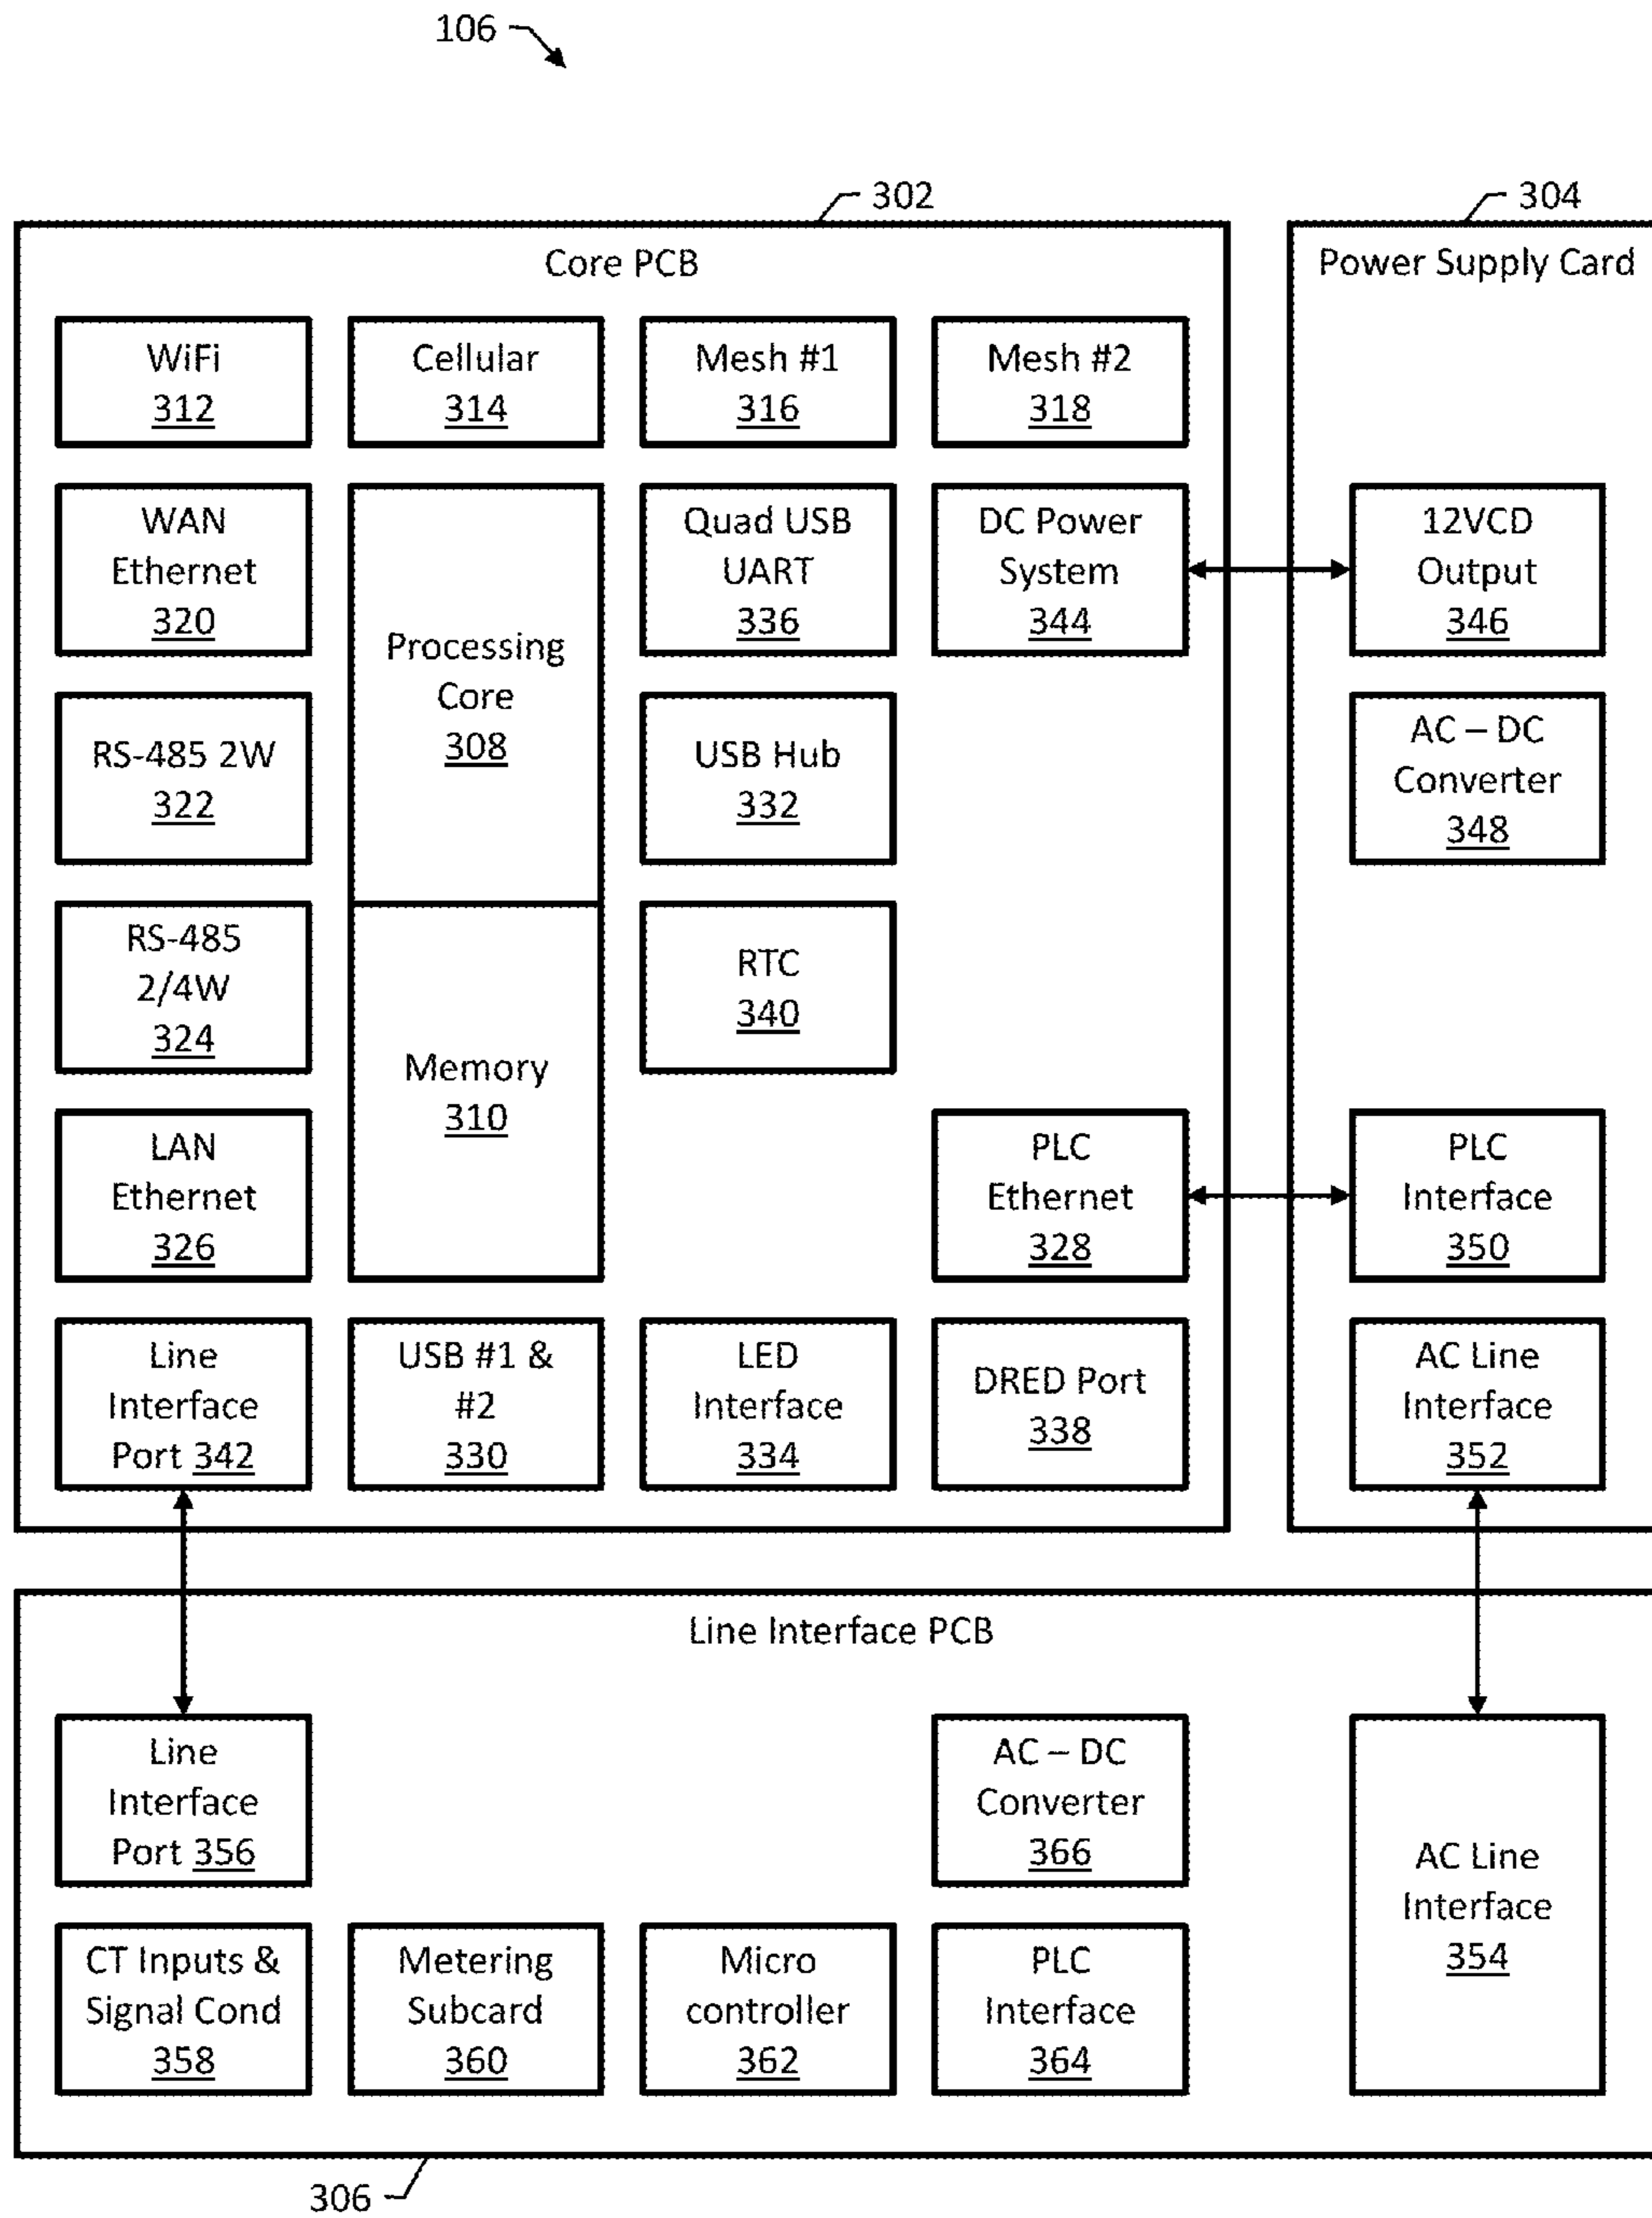 106
302
304
Core PCB
Power Supply Card
WiFi
312
Cellular
314
Mesh #1
316
Mesh #2
318
WAN
Ethernet
320
Processing
Core
308
Quad USB
UART
336
DC Power
System
344
12VCD
Output
346
RS-485 2W
322
USB Hub
332
AC – DC
Converter
348
RS-485
2/4W
324
Memory
310
RTC
340
LAN
Ethernet
326
PLC
Ethernet
328
PLC
Interface
350
Line
Interface
Port 342
USB #1 &
#2
330
LED
Interface
334
DRED Port
338
AC Line
Interface
352
Line Interface PCB
Line
Interface
Port 356
AC – DC
Converter
366
AC Line
Interface
354
CT Inputs &
Signal Cond
358
Metering
Subcard
360
Micro
controller
362
PLC
Interface
364
306